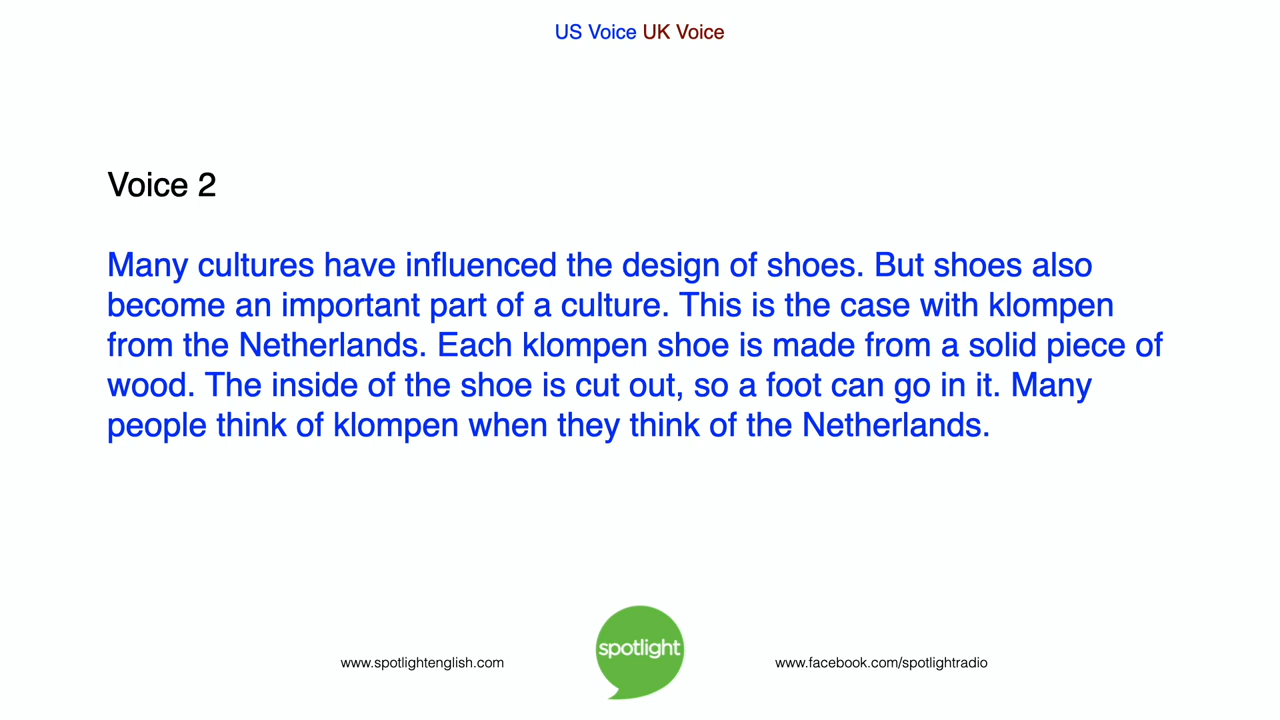 US Voice UK Voice
Voice 2
Many cultures have influenced the design of shoes. But shoes also
become an important part of a culture. This is the case with klompen
from the Netherlands. Each klompen shoe is made from a solid piece of
wood. The inside of the shoe is cut out, so a foot can go in it. Many
people think of klompen when they think of the Netherlands.
www.spotlightenglish.com
spotlight
www.facebook.com/spotlightradio